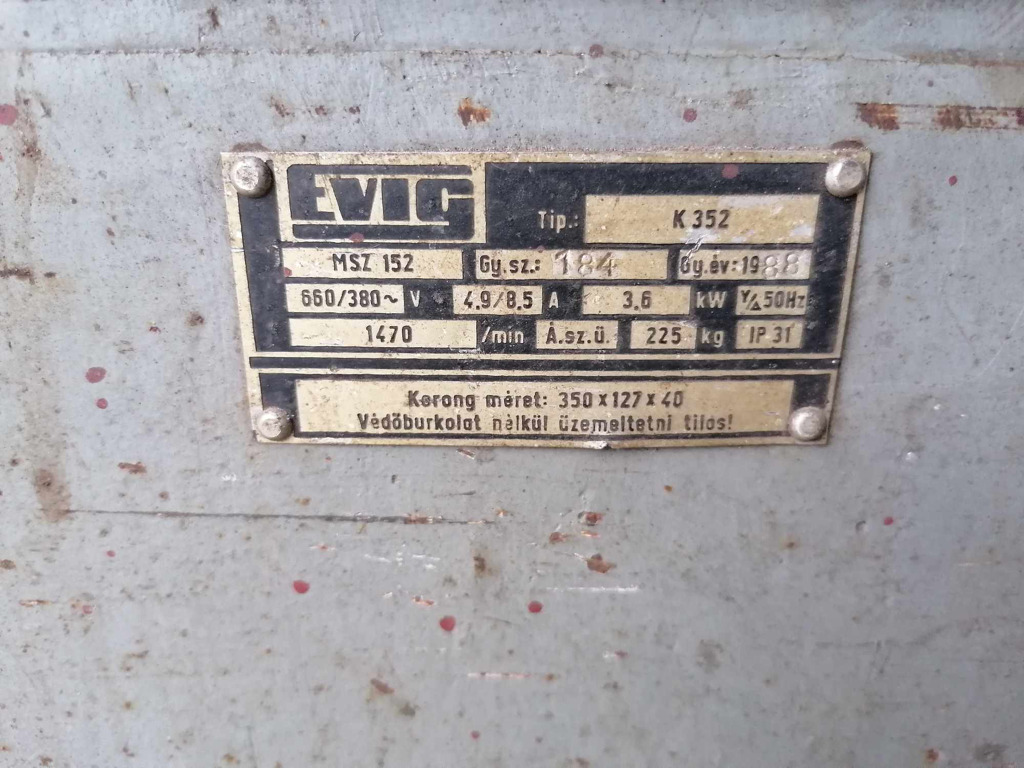 EVIG
Tip.: K 352
MSZ 152 Gy.sz.: 184 Gy.év: 1988
660/380~ V 4.9/8.5 A 3.6 kW Y/△ 50Hz
1470 /min Á.sz.ü. 225 kg IP 31
Korong méret: 350 x 127 x 40
Védőburkolat nélkül üzemeltetni tilos!